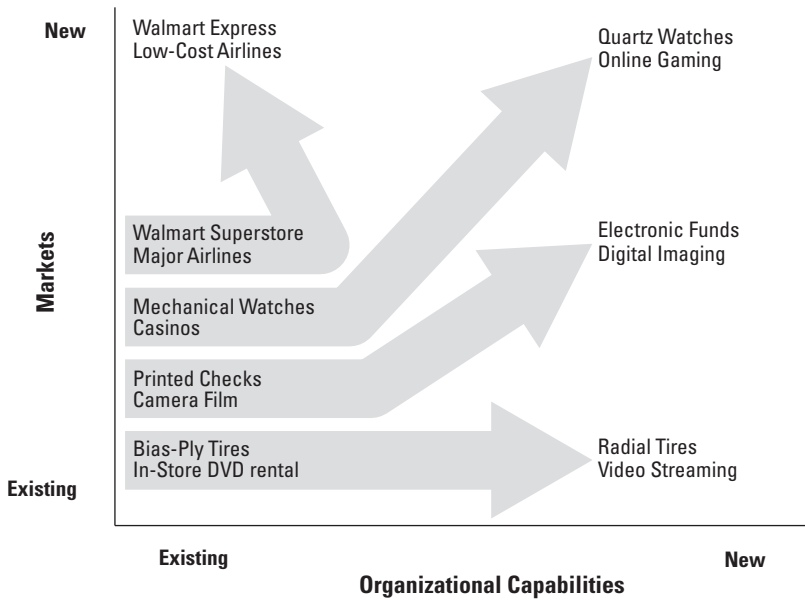 New
Walmart Express
Low-Cost Airlines
Quartz Watches
Online Gaming
Markets
Walmart Superstore
Major Airlines
Electronic Funds
Digital Imaging
Mechanical Watches
Casinos
Printed Checks
Camera Film
Bias-Ply Tires
In-Store DVD rental
Radial Tires
Video Streaming
Existing
Existing
New
Organizational Capabilities